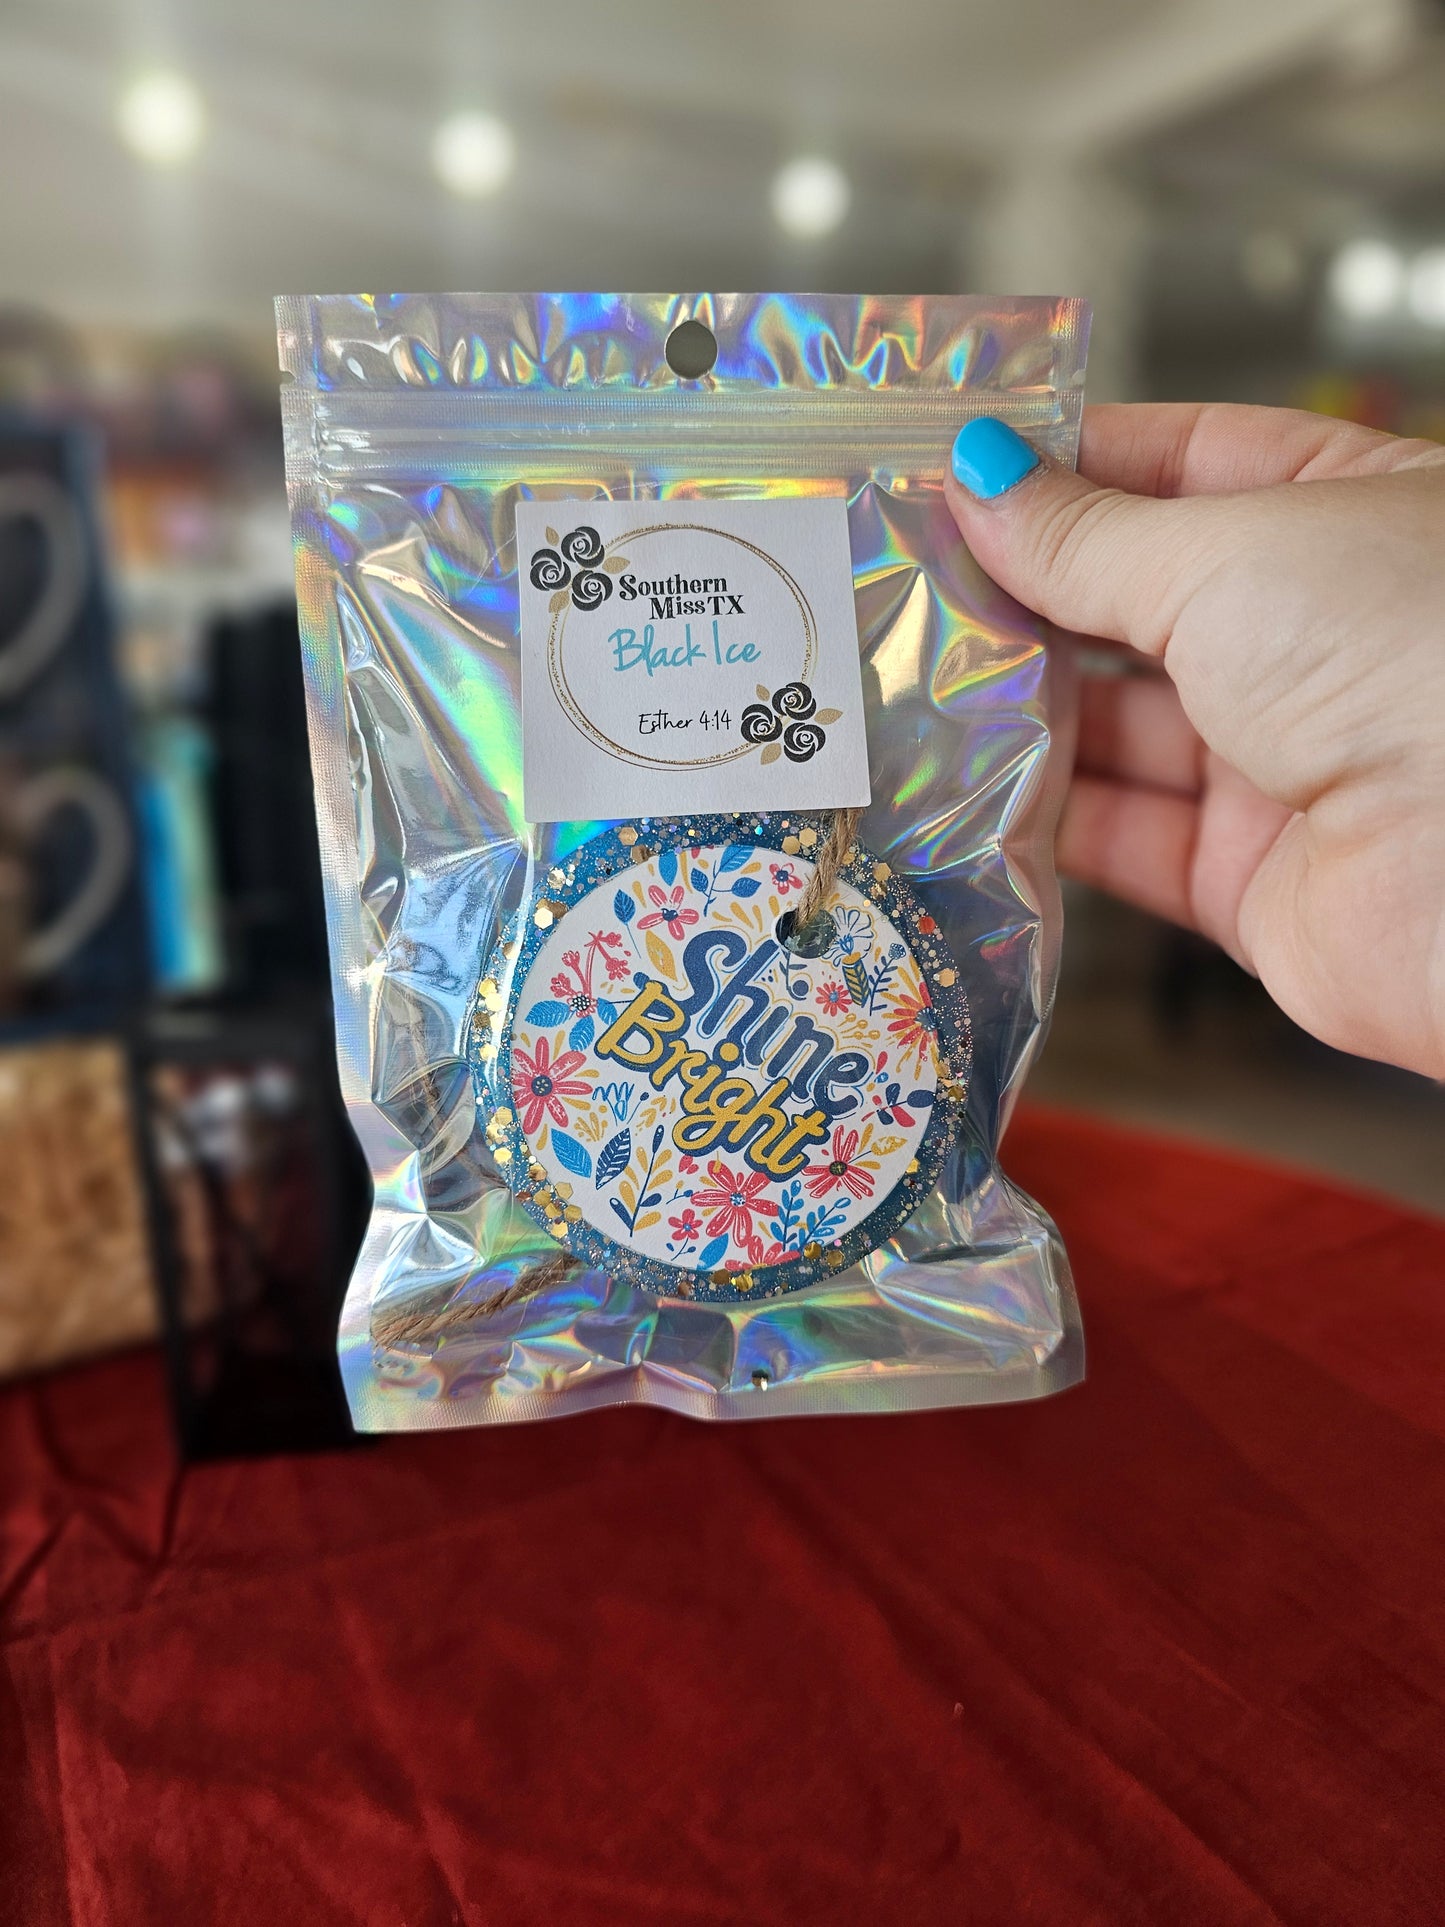 Southern
Miss TX
Black Ice
Esther 4:14
Shine
Bright